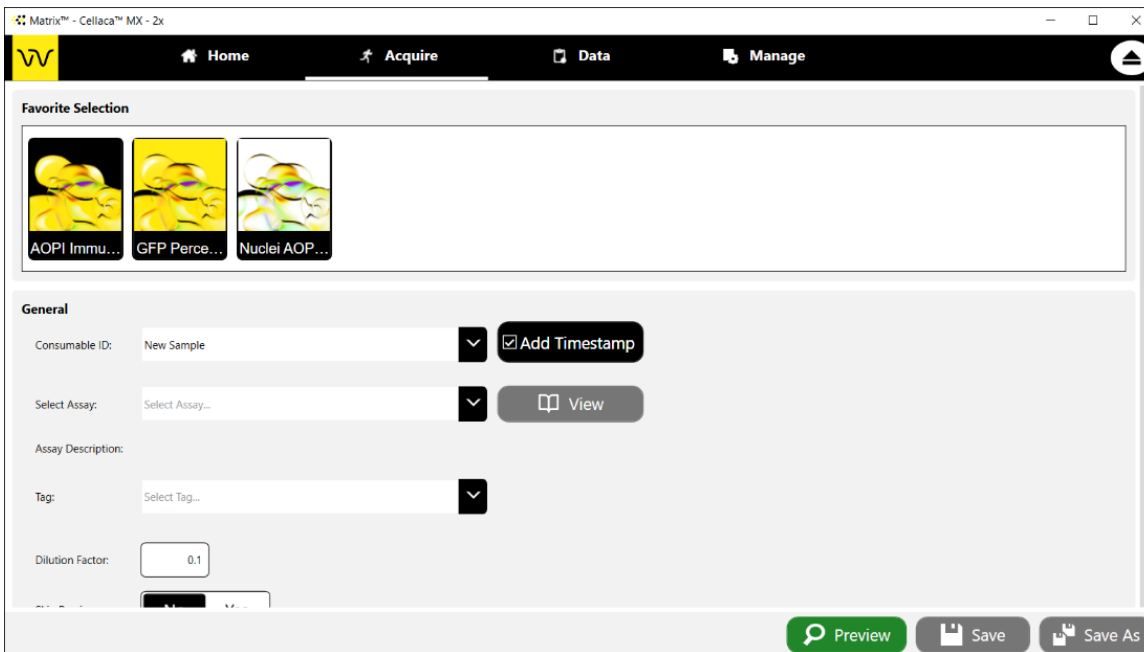 Matrix™ - Cellaca™ MX - 2x
Home Acquire Data Manage
Favorite Selection
AOPI Immu... GFP Perce... Nuclei AOP...
General
Consumable ID: New Sample Add Timestamp
Select Assay: Select Assay... View
Assay Description:
Tag: Select Tag...
Dilution Factor: 0.1
Preview Save Save As